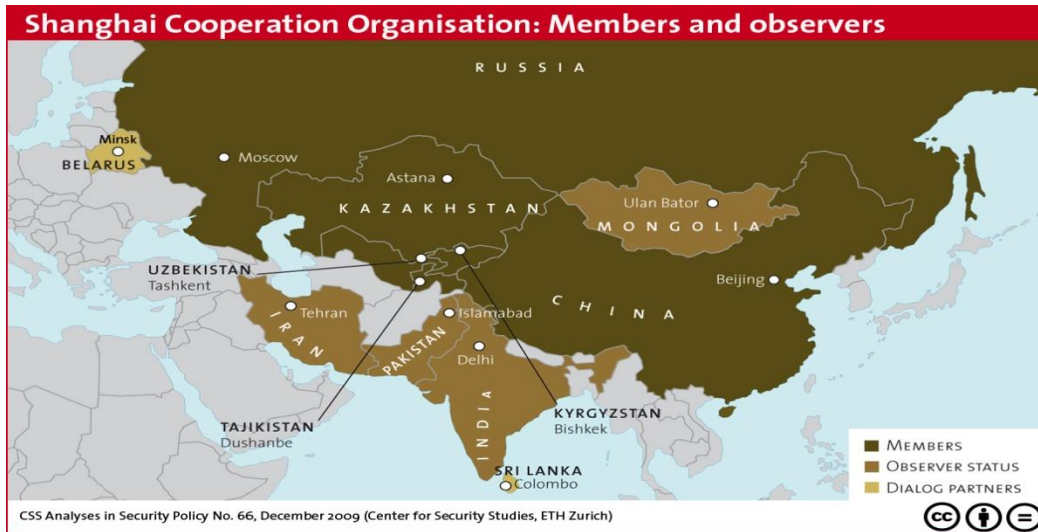 Shanghai Cooperation Organisation: Members and observers
RUSSIA
Minsk
BELARUS
Moscow
Astana
KAZAKHSTAN
Ulan Bator
MONGOLIA
UZBEKISTAN
Tashkent
Beijing
CHINA
Tehran
IRAN
Islamabad
PAKISTAN
Delhi
INDIA
TAJIKISTAN
Dushanbe
KYRGYZSTAN
Bishkek
SRI LANKA
Colombo
MEMBERS
OBSERVER STATUS
DIALOG PARTNERS
CSS Analyses in Security Policy No. 66, December 2009 (Center for Security Studies, ETH Zurich)
cc